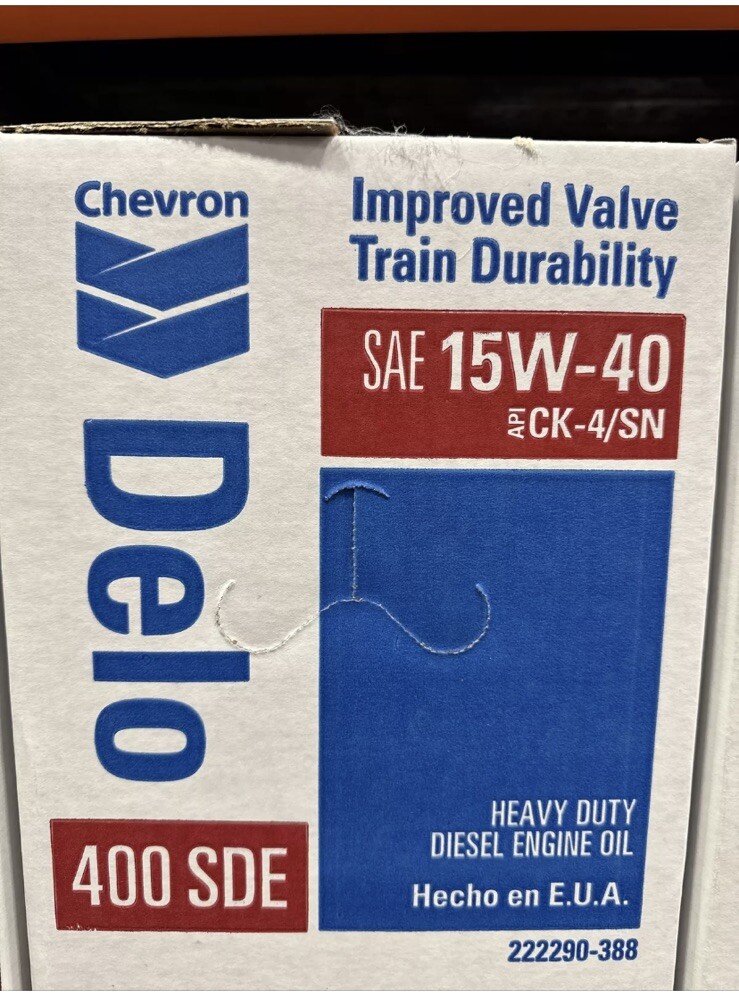 Chevron
Delo
400 SDE
Improved Valve
Train Durability
SAE 15W-40
API CK-4/SN
HEAVY DUTY
DIESEL ENGINE OIL
Hecho en E.U.A.
222290-388